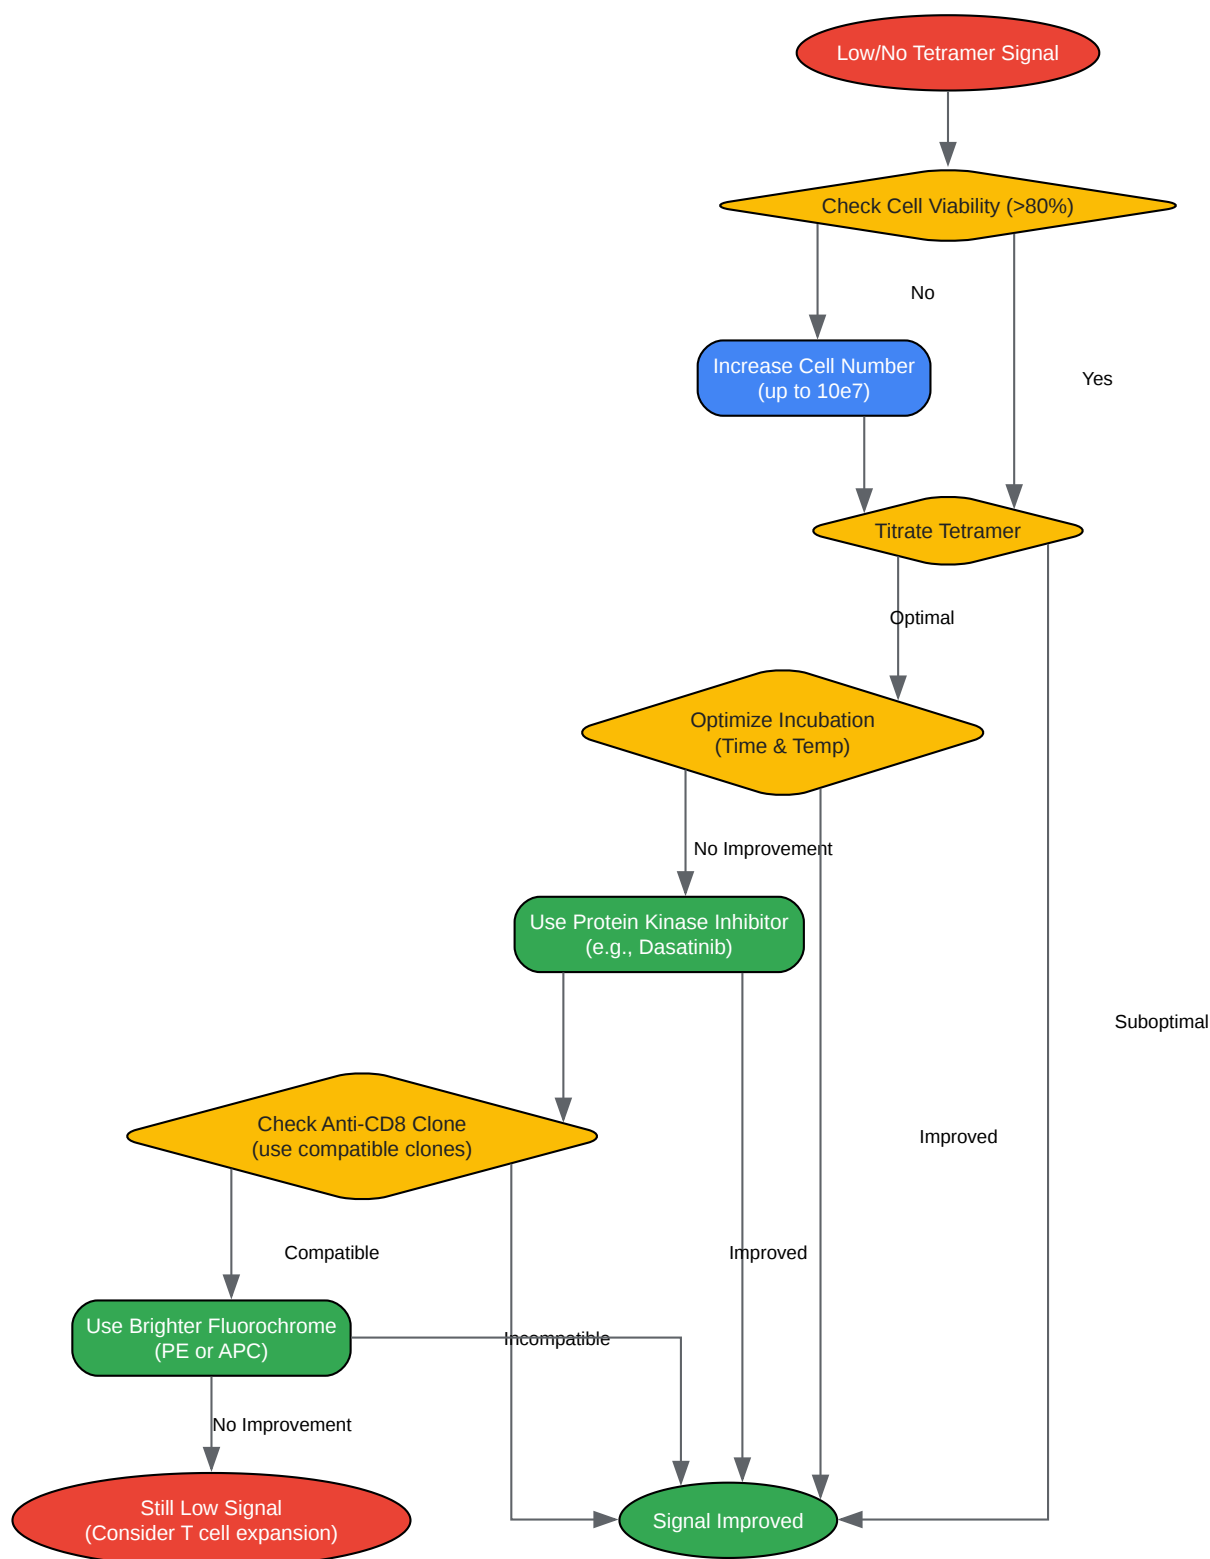 Low/No Tetramer Signal
Check Cell Viability (>80%)
No
Increase Cell Number
(up to 10e7)
Yes
Titrate Tetramer
Optimal
Optimize Incubation
(Time & Temp)
No Improvement
Use Protein Kinase Inhibitor
(e.g., Dasatinib)
Suboptimal
Check Anti-CD8 Clone
(use compatible clones)
Improved
Compatible
Improved
Use Brighter Fluorochrome
(PE or APC)
Incompatible
No Improvement
Still Low Signal
(Consider T cell expansion)
Signal Improved